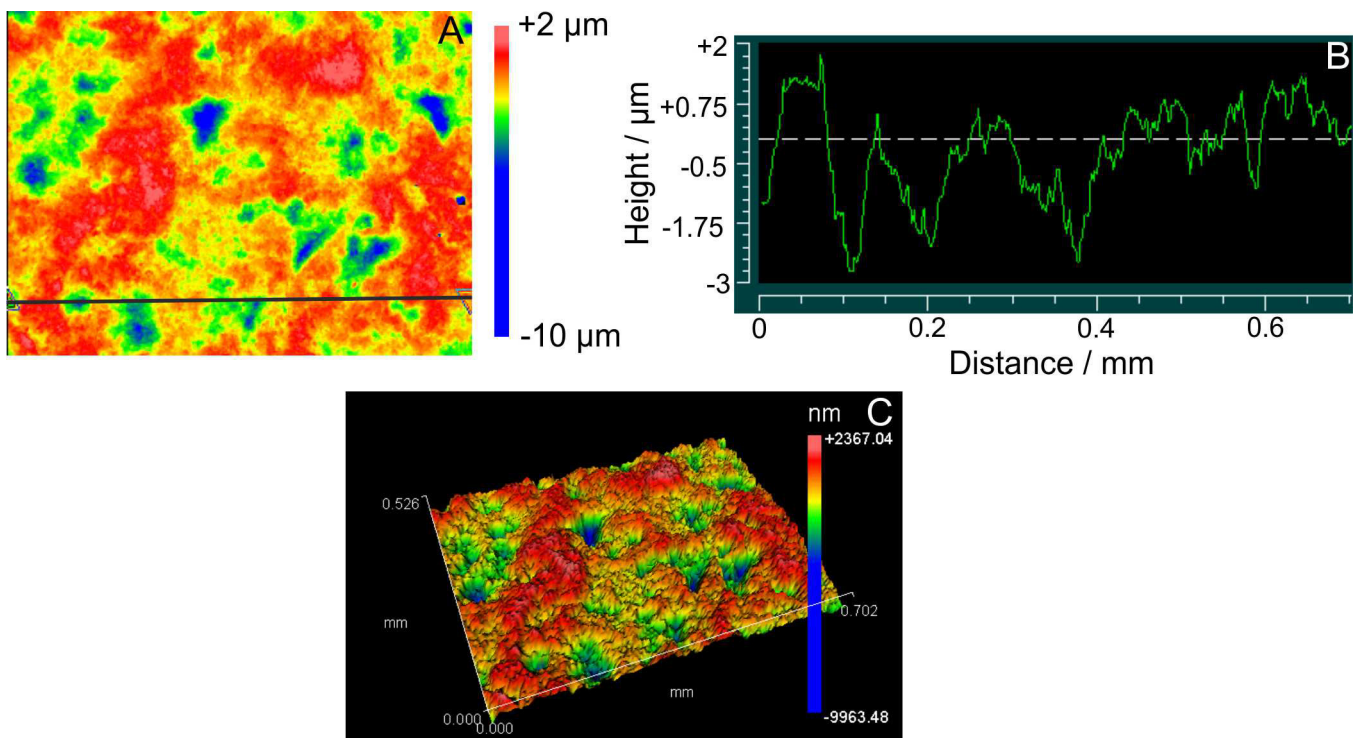 A
+2 µm
-10 µm
B
Height / µm
+2
+0.75
-0.5
-1.75
-3
0
0.2
0.4
0.6
Distance / mm
C
nm
+2367.04
-9963.48
0.526
mm
0.000
0.000
mm
0.702